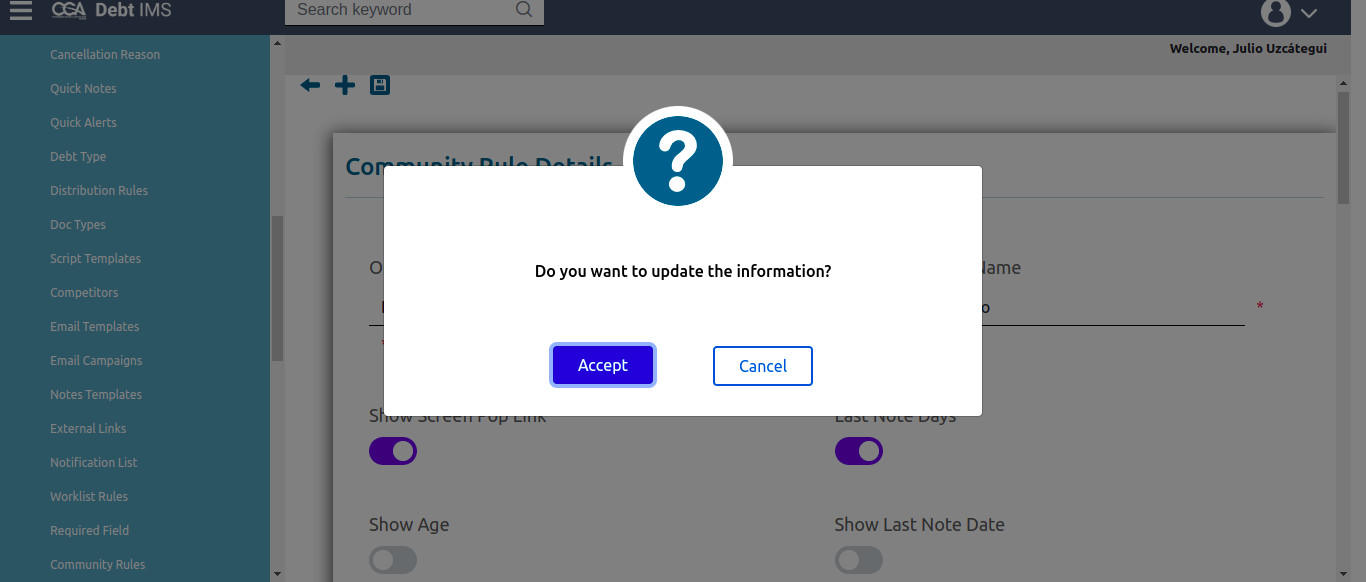 CGA Debt IMS
Search keyword
Welcome, Julio Uzcátegui
Cancellation Reason
Quick Notes
Quick Alerts
Debt Type
Distribution Rules
Doc Types
Script Templates
Competitors
Email Templates
Email Campaigns
Notes Templates
External Links
Notification List
Worklist Rules
Required Field
Community Rules
Community Rule Details
?
Do you want to update the information?
Accept
Cancel
Name
*
Show Screen Pop Link
Last Note Days
Show Age
Show Last Note Date